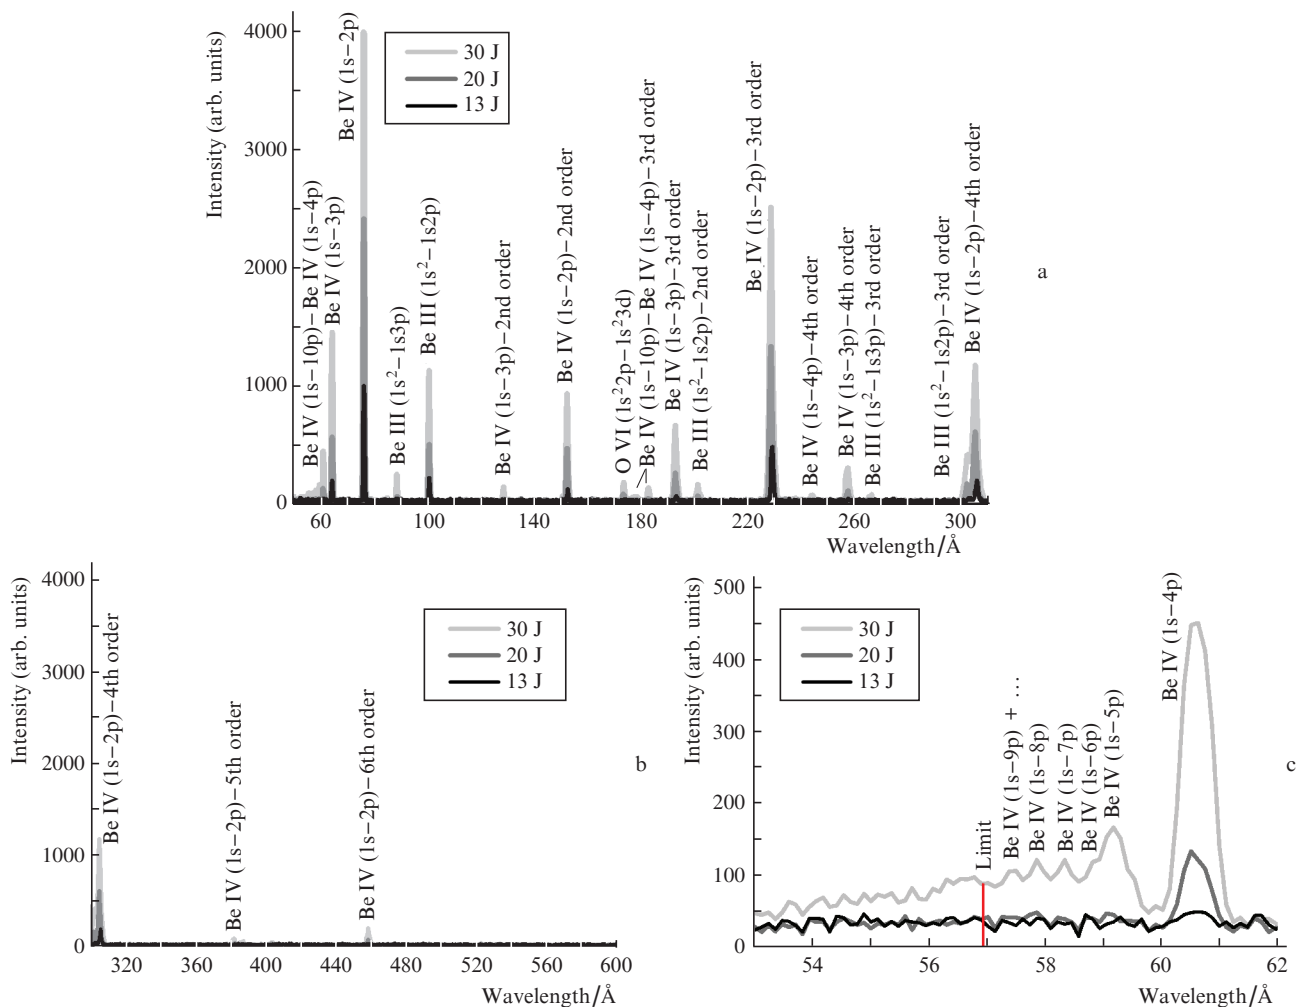 Intensity (arb. units)
4000
3000
2000
1000
0
30 J
20 J
13 J
Be IV (1s−10p)−Be IV (1s−4p)
Be IV (1s−3p)
Be IV (1s−2p)
Be III (1s²−1s3p)
Be III (1s²−1s2p)
Be IV (1s−3p)−2nd order
Be IV (1s−2p)−2nd order
O VI (1s²2p−1s²3d)
Be IV (1s−10p)−Be IV (1s−4p)−3rd order
Be IV (1s−3p)−3rd order
Be III (1s²−1s2p)−2nd order
Be IV (1s−2p)−3rd order
Be IV (1s−4p)−4th order
Be IV (1s−3p)−4th order
Be III (1s²−1s3p)−3rd order
Be III (1s²−1s2p)−3rd order
Be IV (1s−2p)−4th order
a
60 100 140 180 220 260 300
Wavelength/Å
Intensity (arb. units)
4000
3000
2000
1000
0
30 J
20 J
13 J
Be IV (1s−2p)−4th order
Be IV (1s−2p)−5th order
Be IV (1s−2p)−6th order
b
320 360 400 440 480 520 560 600
Wavelength/Å
Intensity (arb. units)
500
400
300
200
100
0
30 J
20 J
13 J
Limit
Be IV (1s−9p) + ...
Be IV (1s−8p)
Be IV (1s−7p)
Be IV (1s−6p)
Be IV (1s−5p)
Be IV (1s−4p)
c
54 56 58 60 62
Wavelength/Å